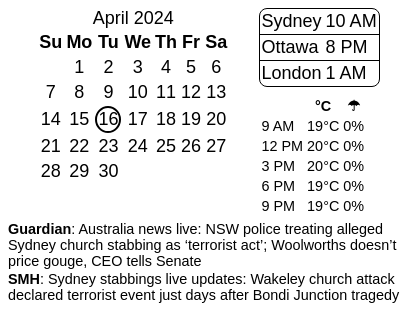 April 2024
Su Mo Tu We Th Fr Sa
1 2 3 4 5 6
7 8 9 10 11 12 13
14 15 16 17 18 19 20
21 22 23 24 25 26 27
28 29 30
Sydney 10 AM
Ottawa 8 PM
London 1 AM
°C ☂
9 AM 19°C 0%
12 PM 20°C 0%
3 PM 20°C 0%
6 PM 19°C 0%
9 PM 19°C 0%
Guardian: Australia news live: NSW police treating alleged
Sydney church stabbing as ‘terrorist act’; Woolworths doesn’t
price gouge, CEO tells Senate
SMH: Sydney stabbings live updates: Wakeley church attack
declared terrorist event just days after Bondi Junction tragedy